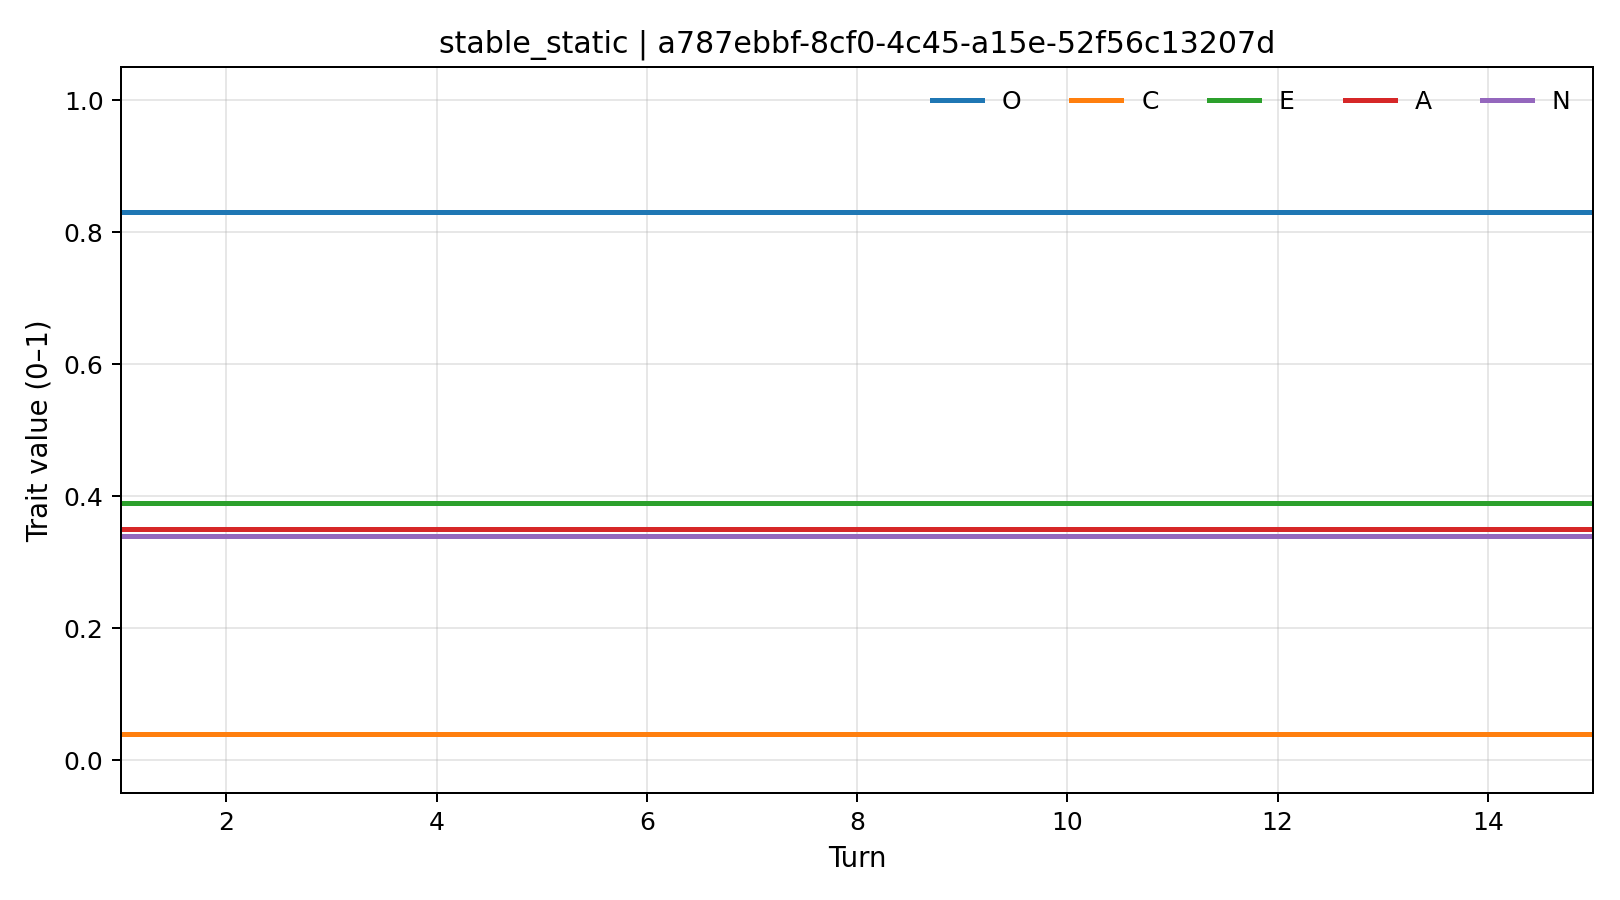 stable_static | a787ebbf-8cf0-4c45-a15e-52f56c13207d
O C E A N
Trait value (0–1)
1.0
0.8
0.6
0.4
0.2
0.0
2 4 6 8 10 12 14
Turn